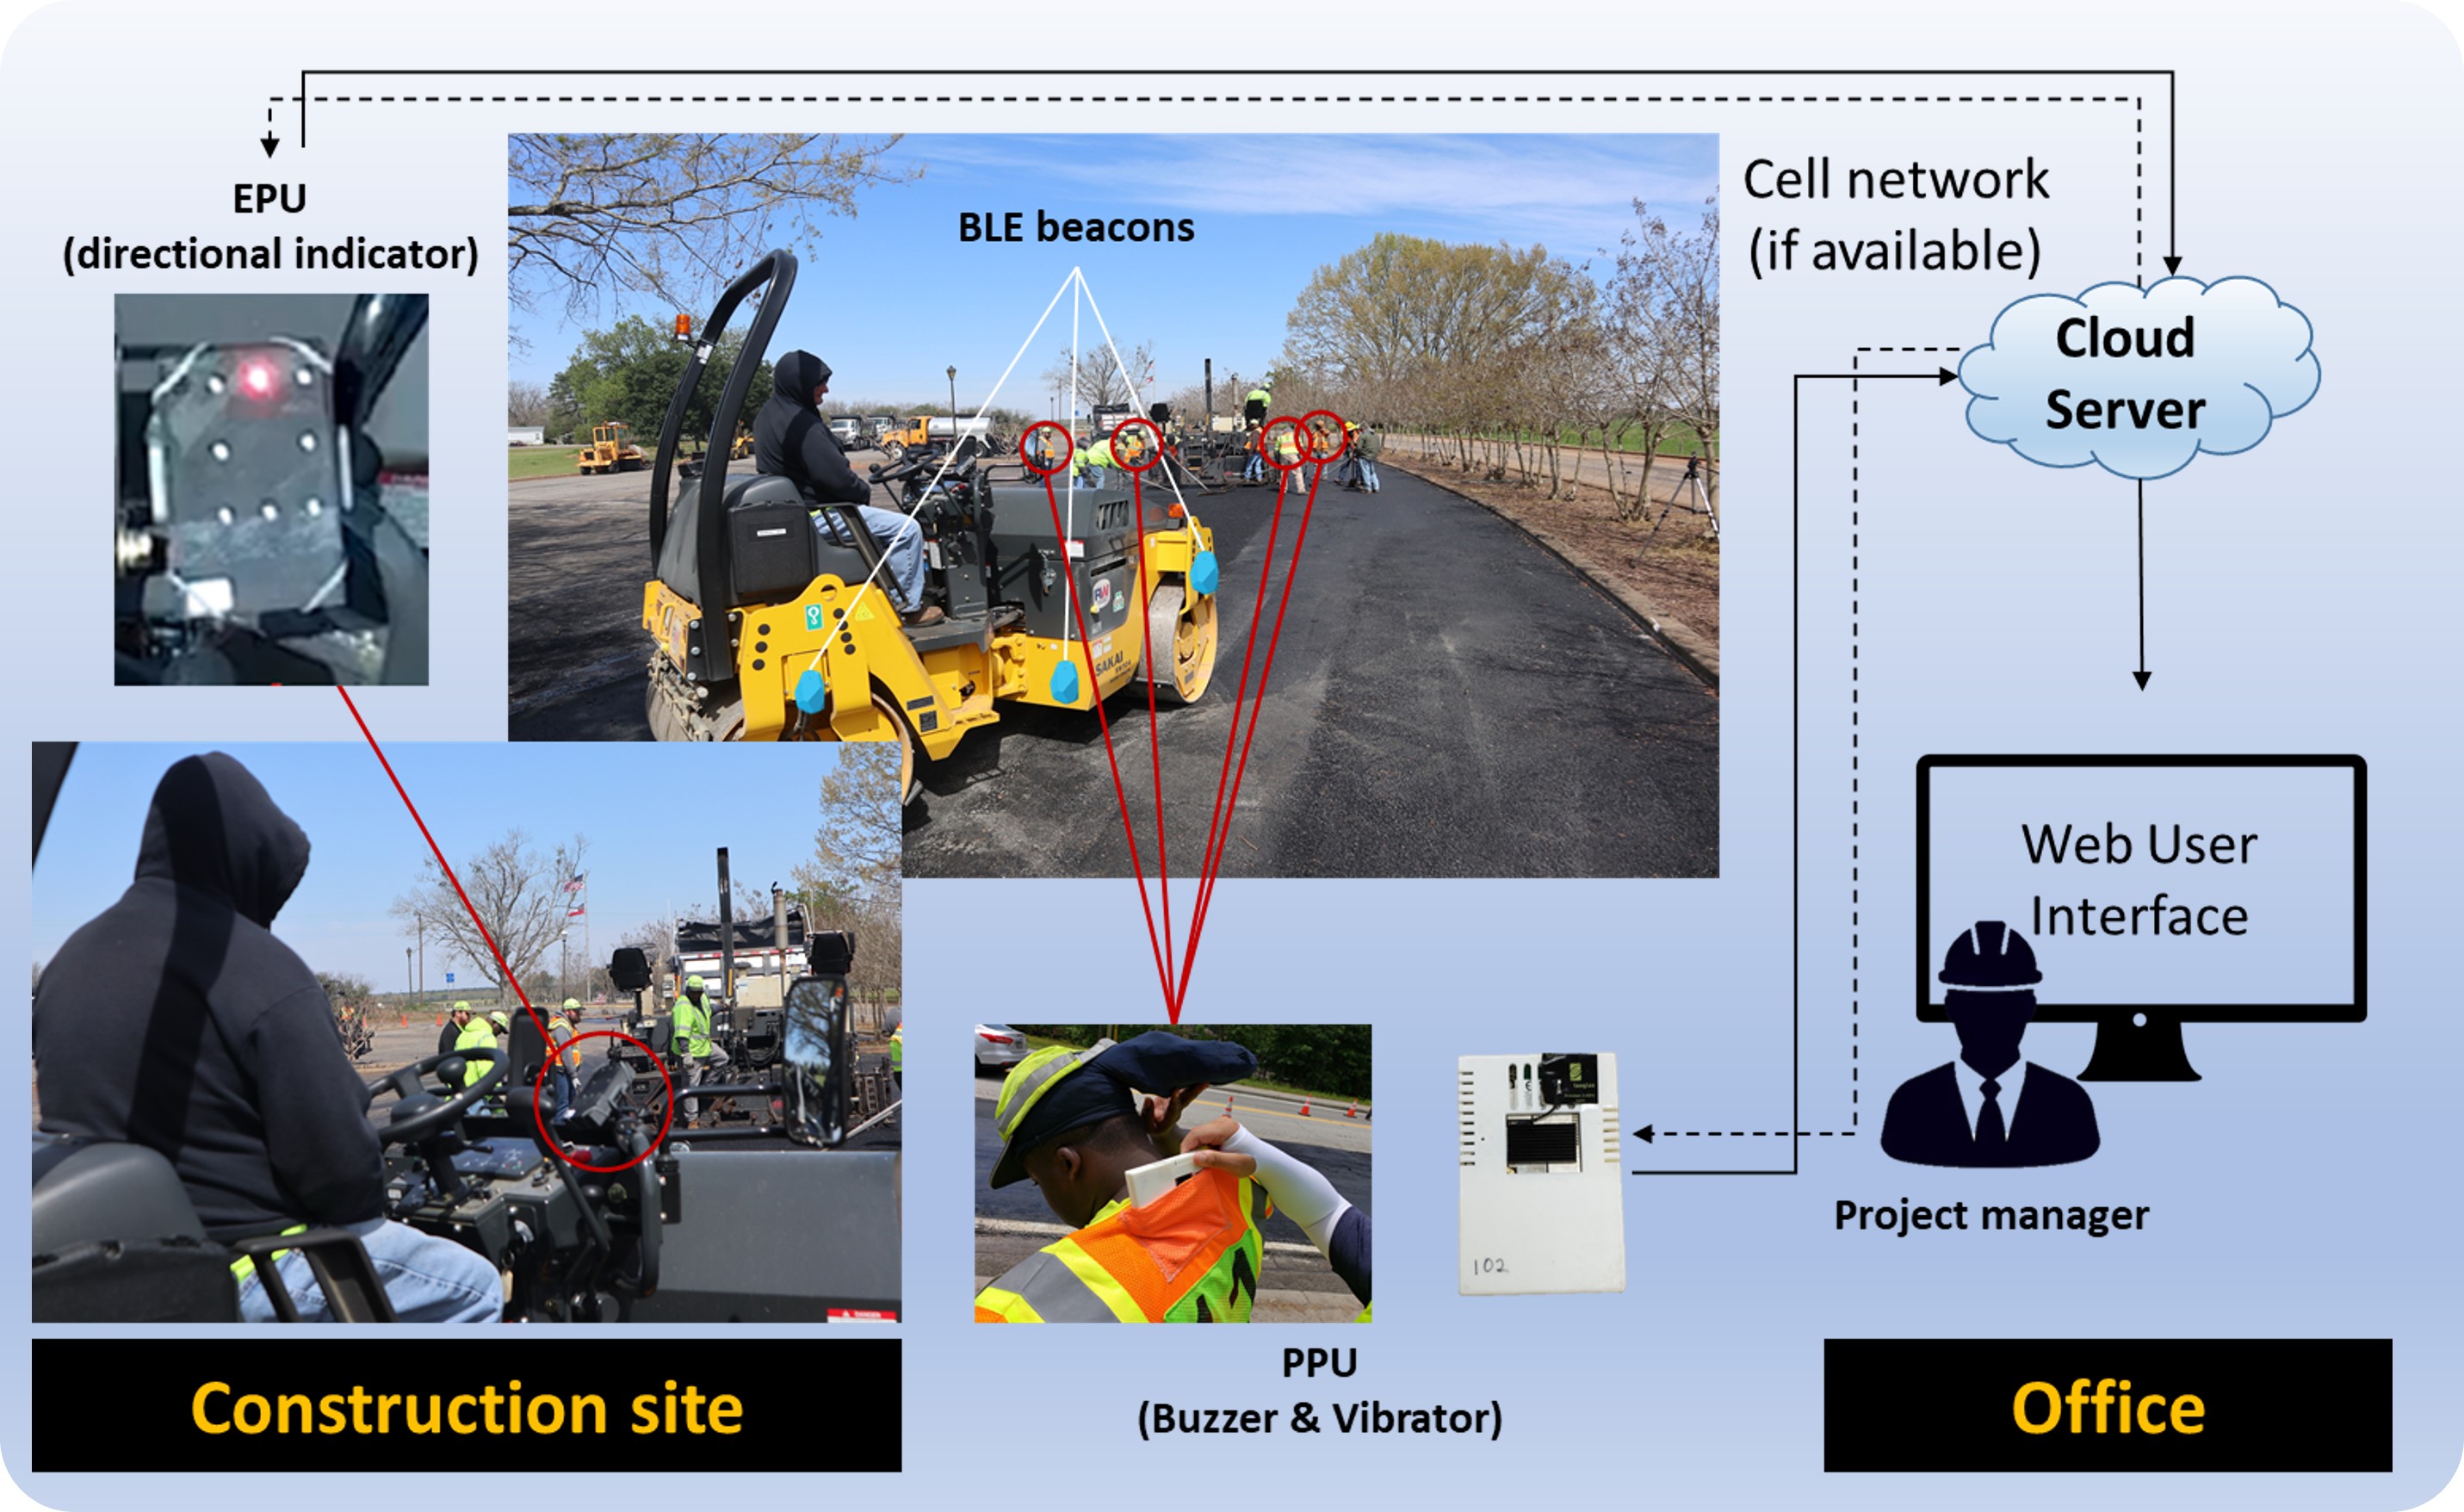 EPU
(directional indicator)
BLE beacons
Cell network
(if available)
Cloud
Server
SAKAI
Web User
Interface
Project manager
102
DANGER
PPU
(Buzzer & Vibrator)
Construction site
Office